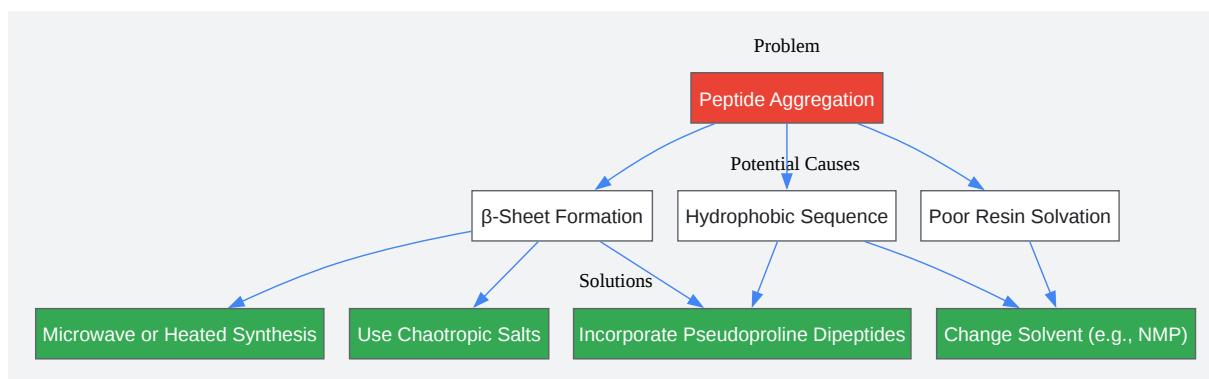 Problem
Peptide Aggregation
Potential Causes
β-Sheet Formation
Hydrophobic Sequence
Poor Resin Solvation
Solutions
Microwave or Heated Synthesis
Use Chaotropic Salts
Incorporate Pseudoproline Dipeptides
Change Solvent (e.g., NMP)